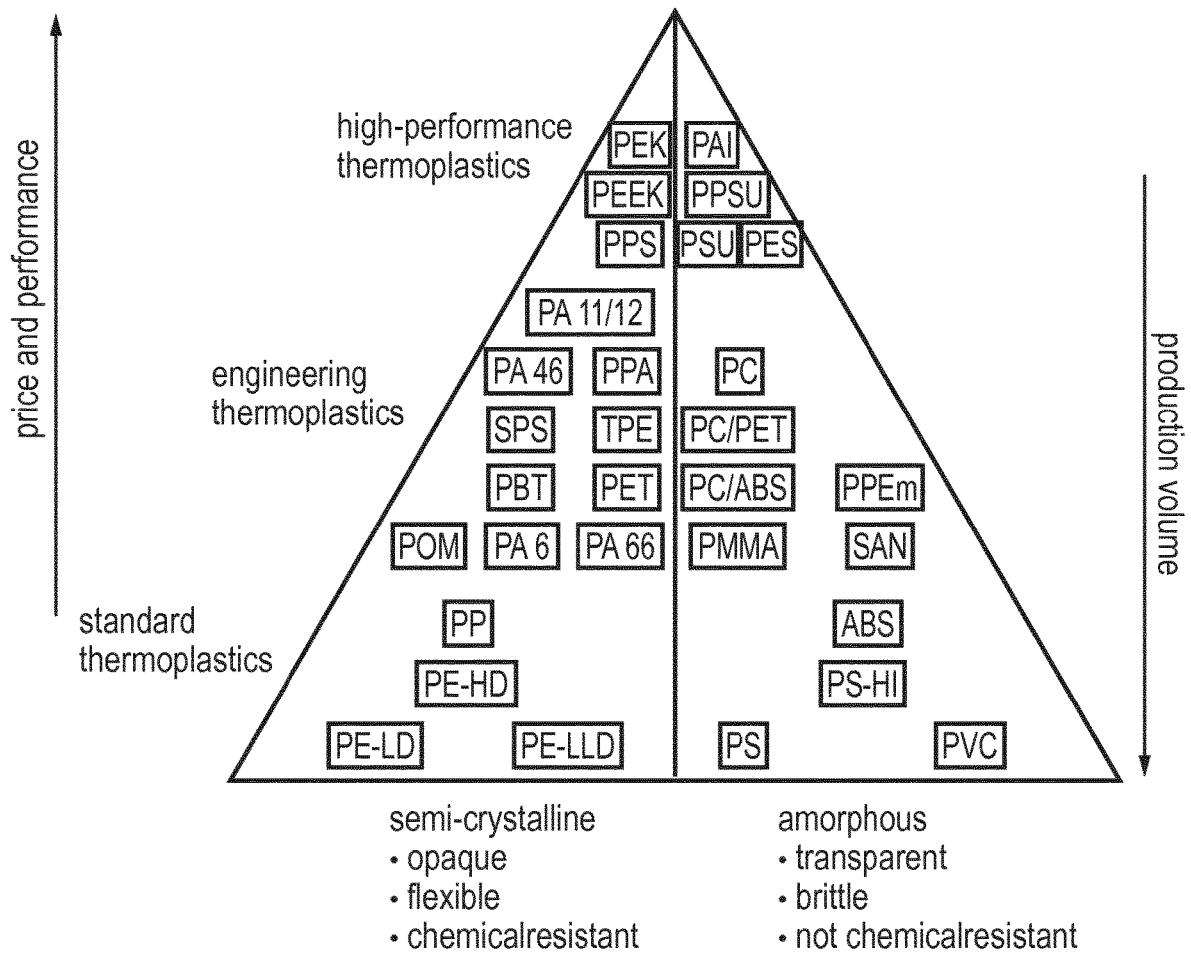 price and performance
high-performance
thermoplastics
PEK PAI
PEEK PPSU
PPS PSU PES
PA 11/12
engineering
thermoplastics
PA 46 PPA PC
SPS TPE PC/PET
PBT PET PC/ABS PPEm
POM PA 6 PA 66 PMMA SAN
production volume
standard
thermoplastics
PP ABS
PE-HD PS-HI
PE-LD PE-LLD PS PVC
semi-crystalline
• opaque
• flexible
• chemicalresistant
amorphous
• transparent
• brittle
• not chemicalresistant